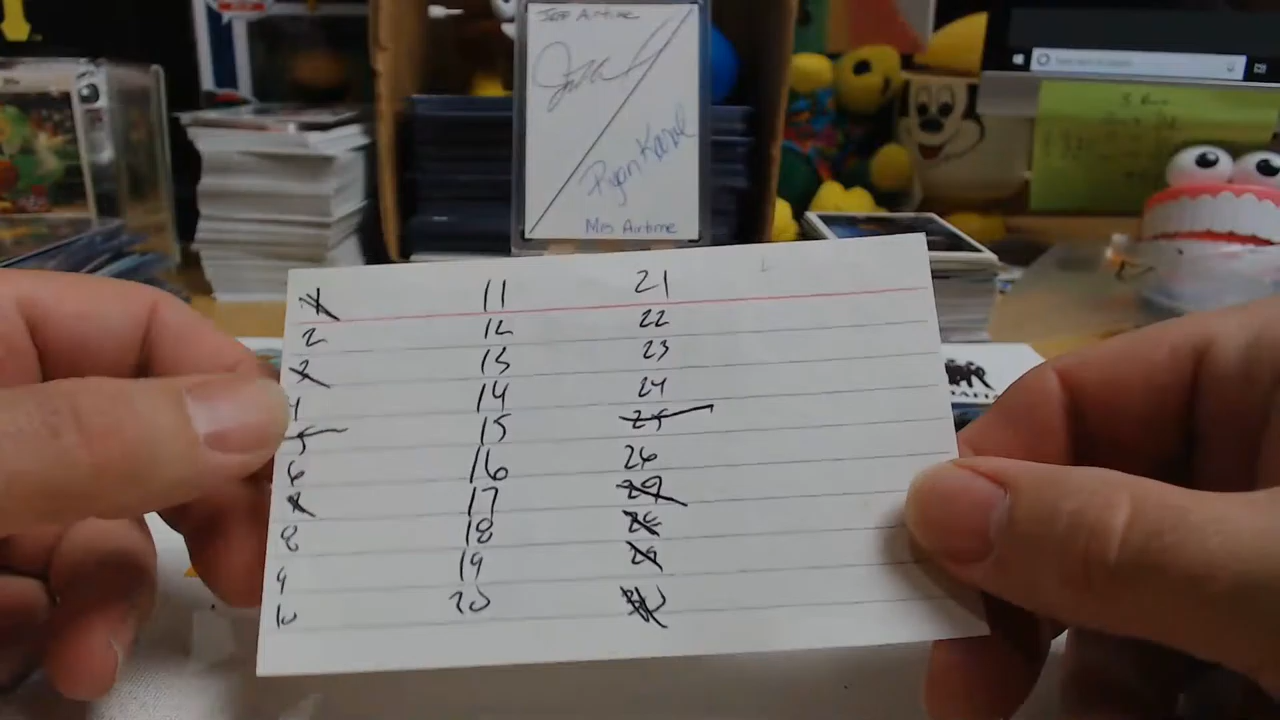 Jeff Airtime
Ryan
Mrs Airtime
1 11 21
2 12 22
3 13 23
4 14 24
5 15 25
6 16 26
7 17 27
8 18 28
9 19 29
10 20 30